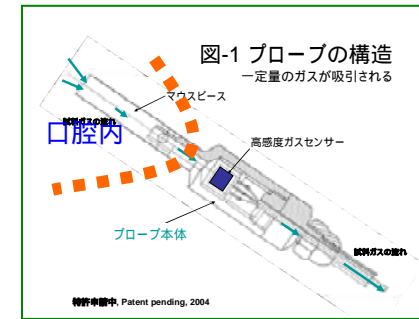 図-1 プローブの構造
一定量のガスが吸引される
マウスピース
試料ガスの流れ
口腔内
高感度ガスセンサー
プローブ本体
試料ガスの流れ
特許申請中, Patent pending, 2004